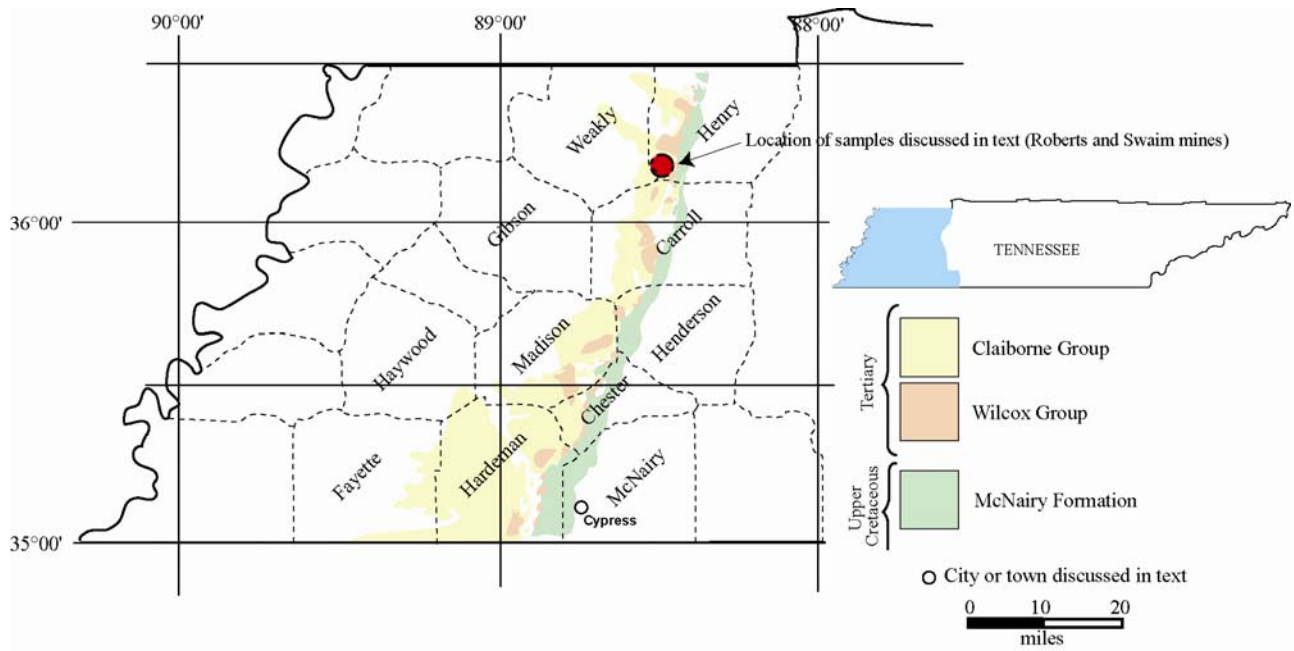 90°00'
89°00'
88°00'
Weakly
Henry
Location of samples discussed in text (Roberts and Swaim mines)
36°00'
Gibson
Carroll
TENNESSEE
Haywood
Madison
Henderson
Chester
Fayette
Hardeman
McNairy
Cypress
35°00'
Tertiary
Claiborne Group
Wilcox Group
Upper
Cretaceous
McNairy Formation
City or town discussed in text
0 10 20
miles